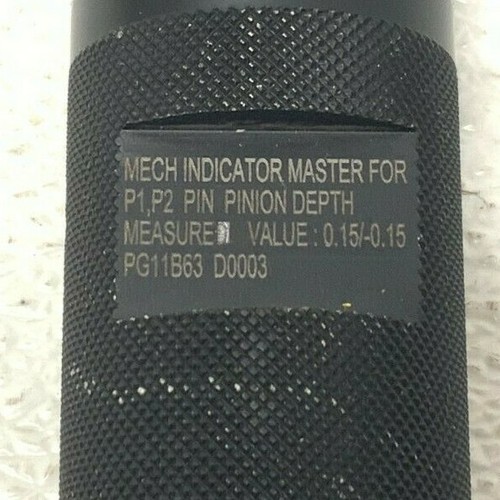 MECH INDICATOR MASTER FOR
P1,P2 PIN PINION DEPTH
MEASURE VALUE : 0.15/-0.15
PG11B63 D0003